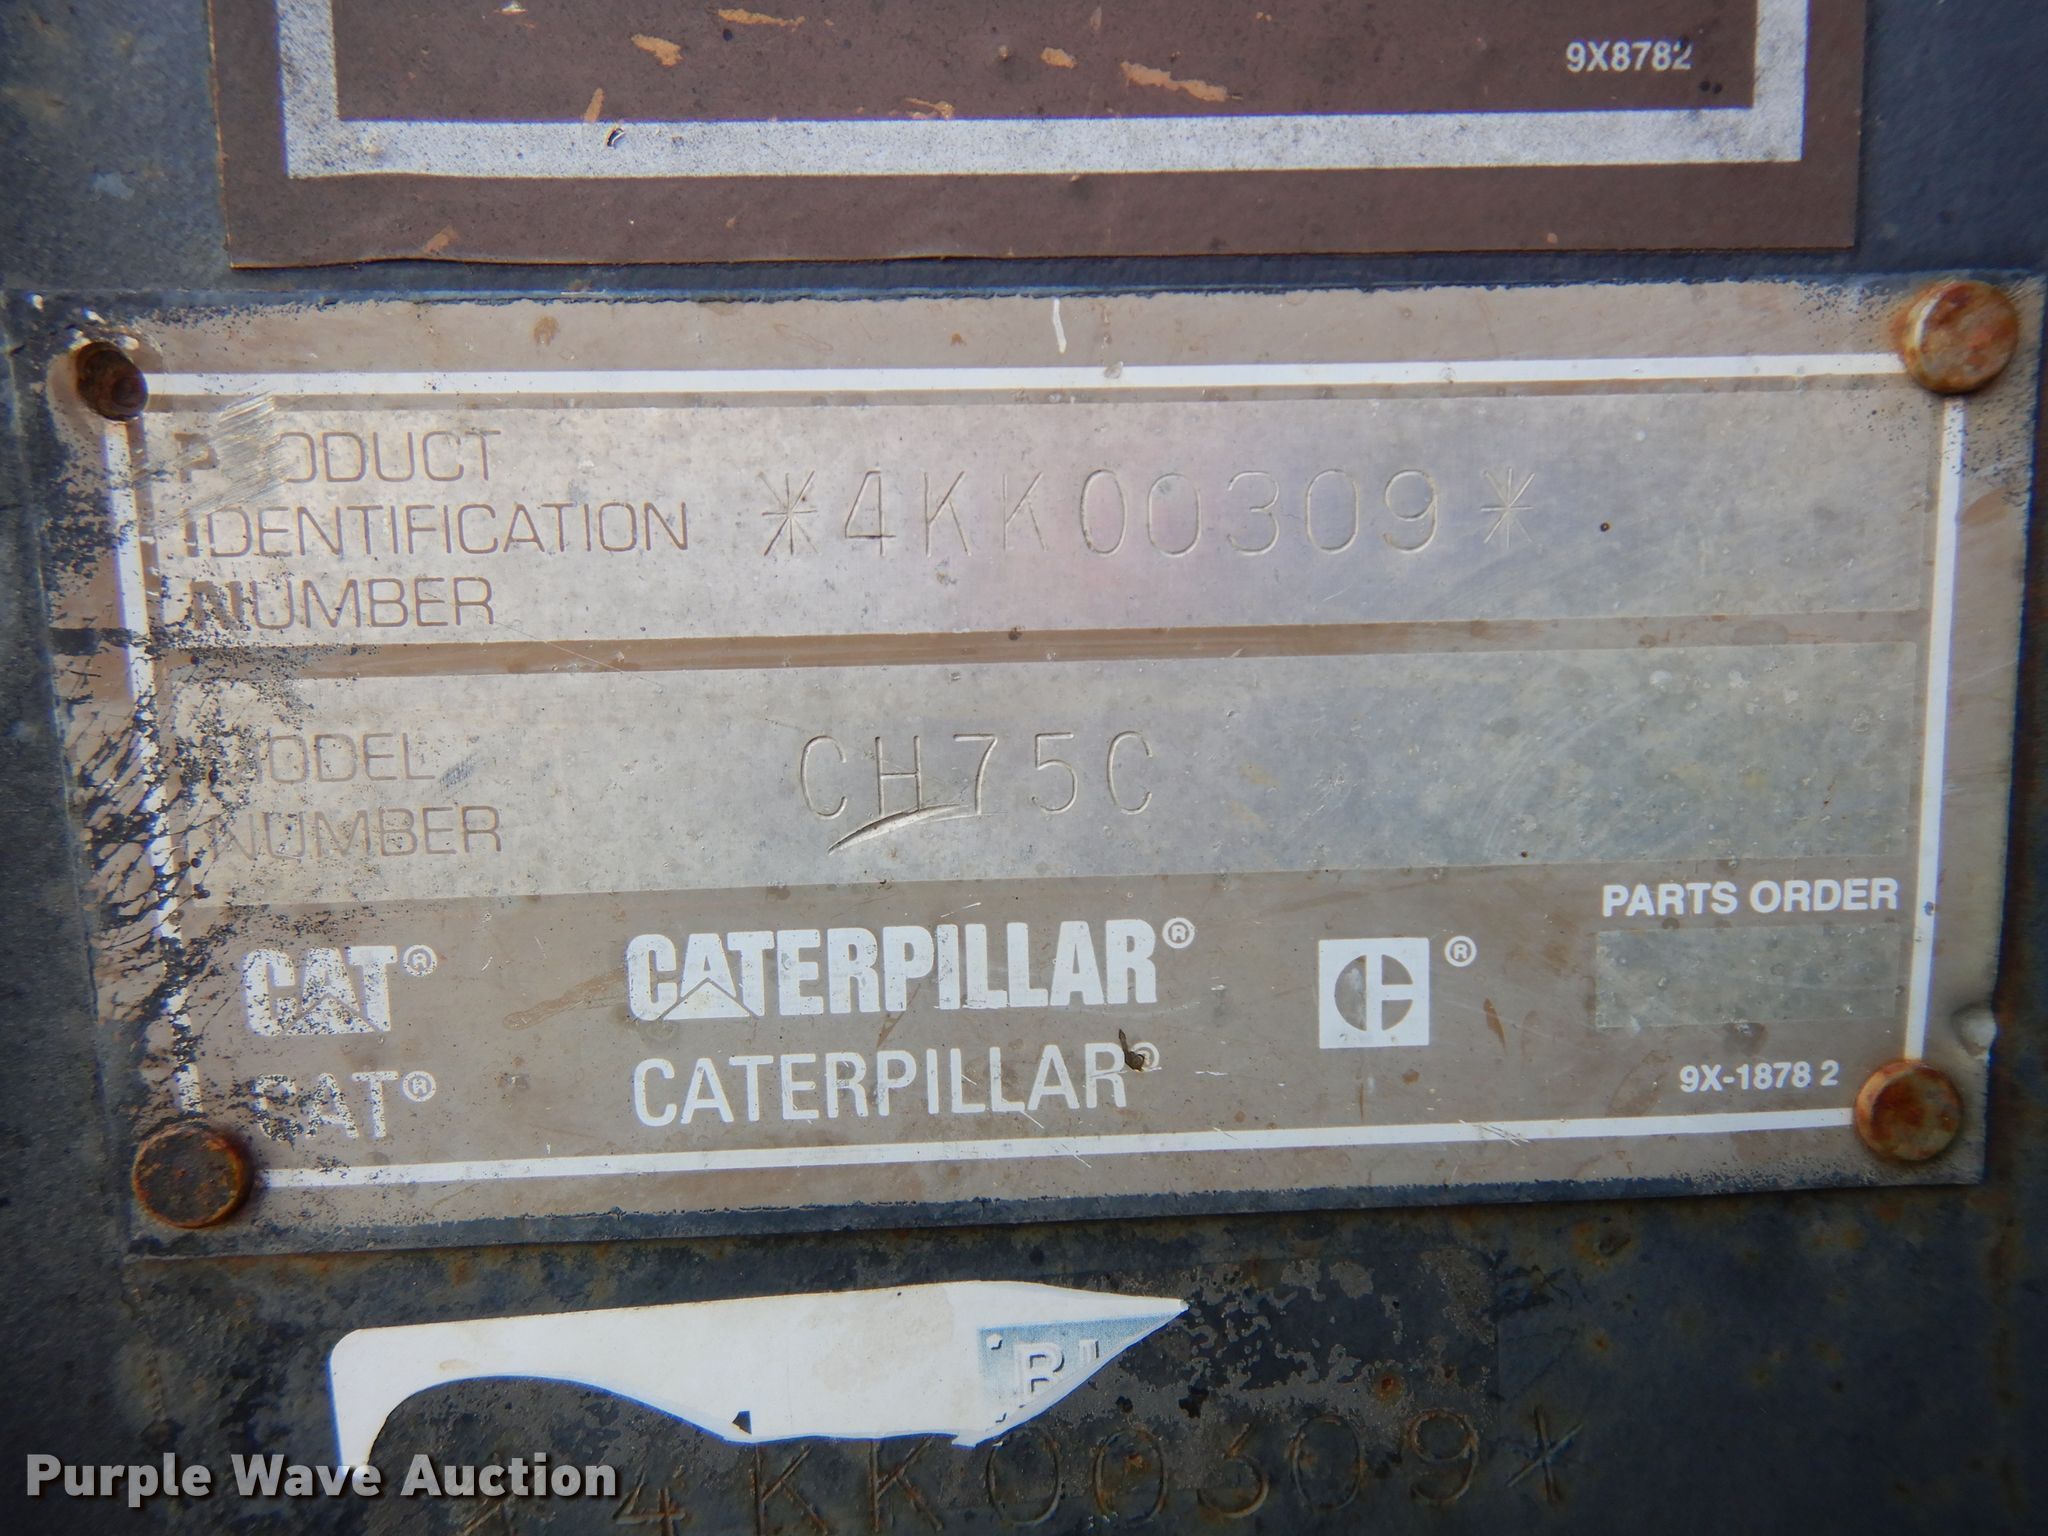 9X8782
PRODUCT
IDENTIFICATION
NUMBER
*4KK00309*
MODEL
NUMBER
CH75C
PARTS ORDER
CAT® CATERPILLAR® C®
CAT® CATERPILLAR®
9X-1878 2
4KK00309*
Purple Wave Auction